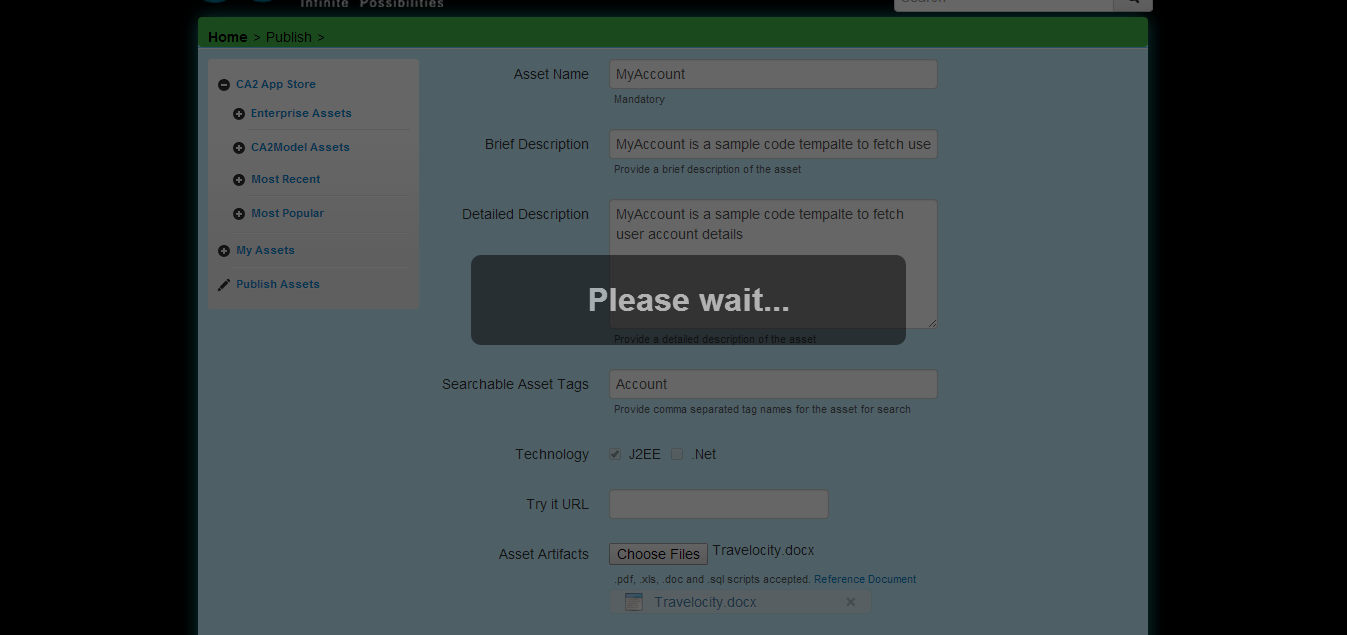 Infinite Possibilities
Search
Home > Publish >
CA2 App Store
Enterprise Assets
CA2Model Assets
Most Recent
Most Popular
My Assets
Publish Assets
Asset Name
MyAccount
Mandatory
Brief Description
MyAccount is a sample code tempalte to fetch use
Provide a brief description of the asset
Detailed Description
MyAccount is a sample code tempalte to fetch
user account details
Please wait...
Provide a detailed description of the asset
Searchable Asset Tags
Account
Provide comma separated tag names for the asset for search
Technology
J2EE .Net
Try it URL
Asset Artifacts
Choose Files Travelocity.docx
.pdf, .xls, .doc and .sql scripts accepted. Reference Document
Travelocity.docx